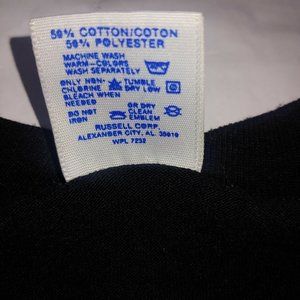 50% COTTON/COTON
50% POLYESTER
MACHINE WASH
WARM-COLORS
WASH SEPARATELY
ONLY NON- TUMBLE
CHLORINE DRY LOW
BLEACH WHEN
NEEDED OR DRY
DO NOT CLEAN
IRON EMBLEM
RUSSELL CORP.
ALEXANDER CITY, AL. 35010
WPL 7252